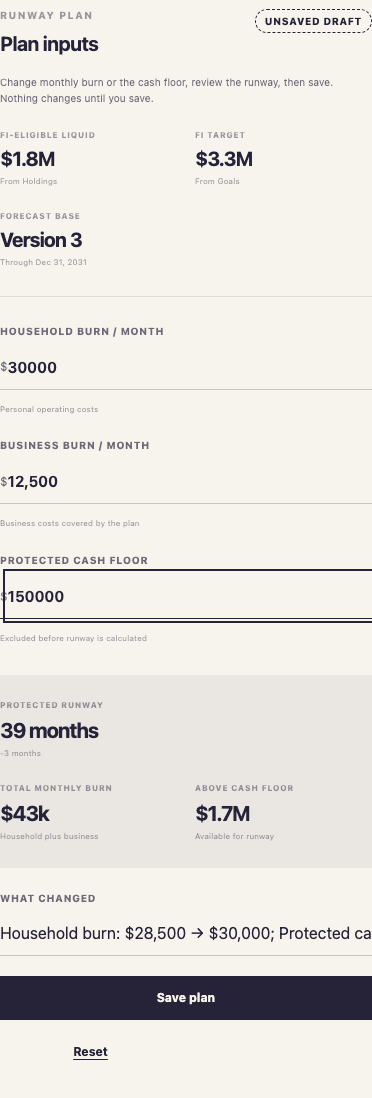 RUNWAY PLAN
UNSAVED DRAFT
Plan inputs
Change monthly burn or the cash floor, review the runway, then save.
Nothing changes until you save.
FI-ELIGIBLE LIQUID
$1.8M
From Holdings
FI TARGET
$3.3M
From Goals
FORECAST BASE
Version 3
Through Dec 31, 2031
HOUSEHOLD BURN / MONTH
$30000
Personal operating costs
BUSINESS BURN / MONTH
$12,500
Business costs covered by the plan
PROTECTED CASH FLOOR
$150000
Excluded before runway is calculated
PROTECTED RUNWAY
39 months
-3 months
TOTAL MONTHLY BURN
$43k
Household plus business
ABOVE CASH FLOOR
$1.7M
Available for runway
WHAT CHANGED
Household burn: $28,500 → $30,000; Protected ca
Save plan
Reset